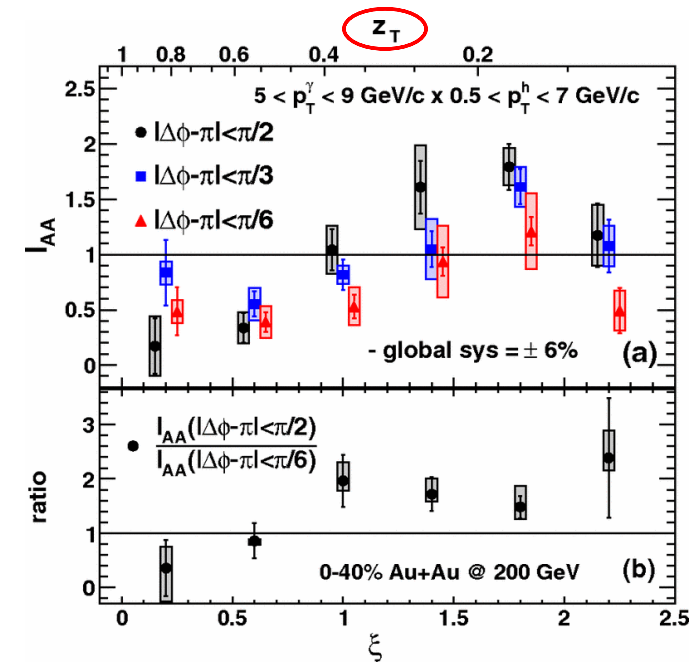 z_T
1 0.8 0.6 0.4 0.2
5 < p_T^γ < 9 GeV/c x 0.5 < p_T^h < 7 GeV/c
|Δϕ-π|<π/2
|Δϕ-π|<π/3
|Δϕ-π|<π/6
2.5
2
1.5
1
0.5
0
I_AA
- global sys = ± 6%
(a)
I_AA(|Δϕ-π|<π/2)
I_AA(|Δϕ-π|<π/6)
3
2
1
0
ratio
0-40% Au+Au @ 200 GeV
(b)
0 0.5 1 1.5 2 2.5
ξ